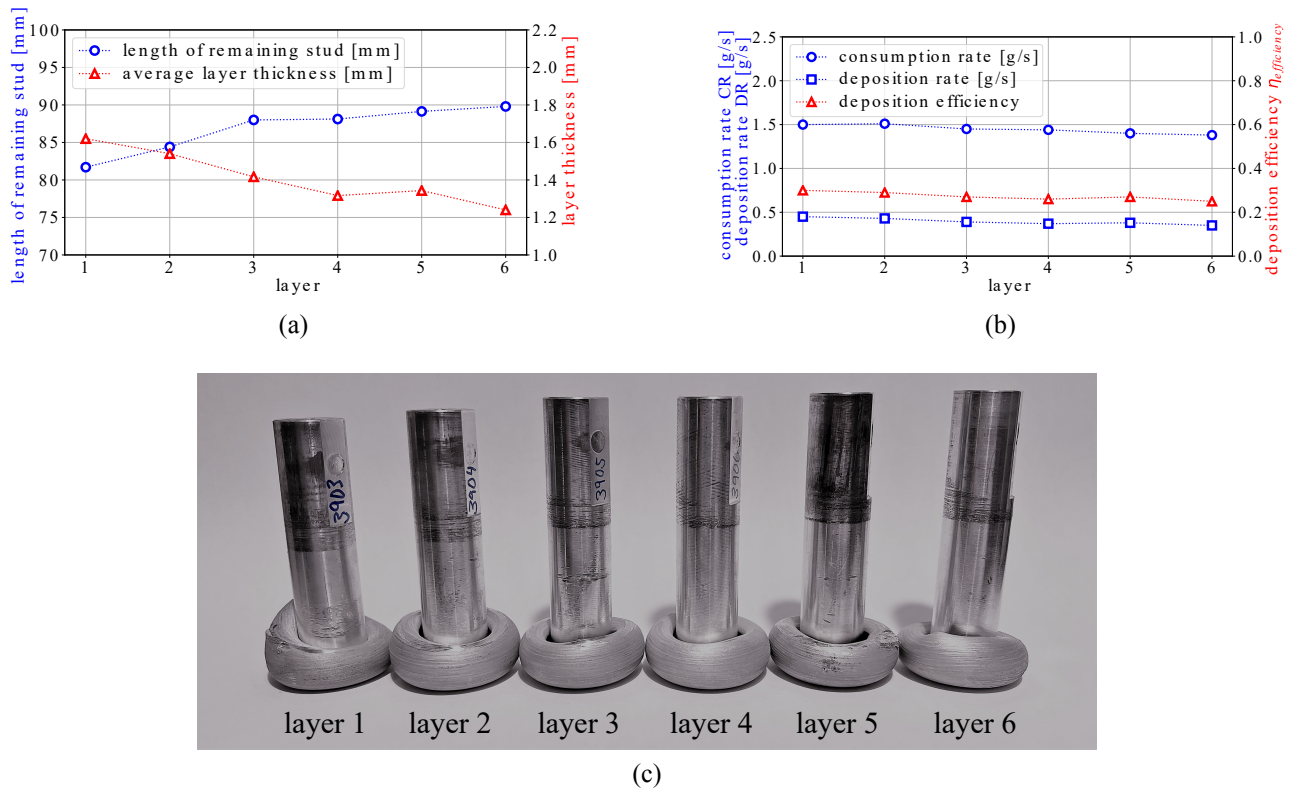 length of remaining stud [mm]
100
95
90
85
80
75
70
length of remaining stud [mm]
average layer thickness [mm]
2.2
2.0
1.8
1.6
1.4
1.2
1.0
layer thickness [mm]
1 2 3 4 5 6
layer
(a)
consumption rate CR [g/s]
deposition rate DR [g/s]
2.5
2.0
1.5
1.0
0.5
0.0
consumption rate [g/s]
deposition rate [g/s]
deposition efficiency
1.0
0.8
0.6
0.4
0.2
0.0
deposition efficiency ηefficiency
1 2 3 4 5 6
layer
(b)
3903
3904
3905
3906
layer 1 layer 2 layer 3 layer 4 layer 5 layer 6
(c)